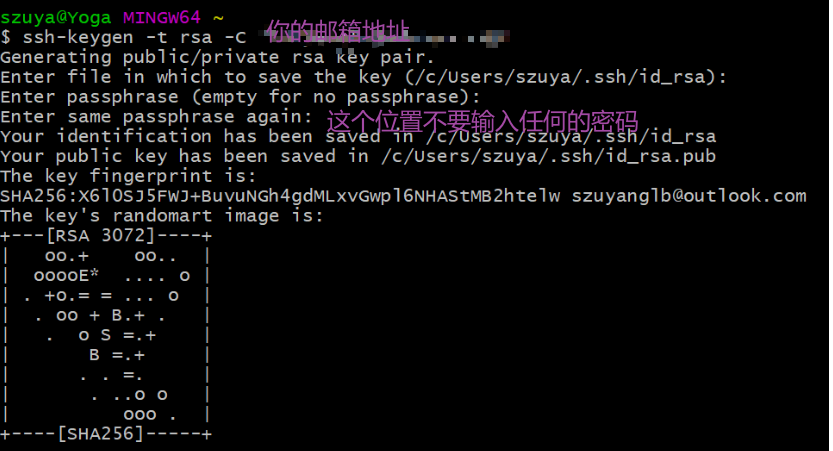 szuya@Yoga MINGW64 ~
$ ssh-keygen -t rsa -C 你的邮箱地址
Generating public/private rsa key pair.
Enter file in which to save the key (/c/Users/szuya/.ssh/id_rsa):
Enter passphrase (empty for no passphrase):
Enter same passphrase again: 这个位置不要输入任何的密码
Your identification has been saved in /c/Users/szuya/.ssh/id_rsa
Your public key has been saved in /c/Users/szuya/.ssh/id_rsa.pub
The key fingerprint is:
SHA256:X6lOSJ5FWJ+BuvuNGh4gdMLxvGwpl6NHAStMB2htelw szuyanglb@outlook.com
The key's randomart image is:
+---[RSA 3072]----+
|   oo.+    oo..  |
|  ooooE*  .... o |
| . +o.= = ... o  |
|  . oo + B.+ .   |
|   .  o S =.+    |
|       B =.+     |
|      . . =.     |
|       . ..o o   |
|          ooo .  |
+----[SHA256]-----+